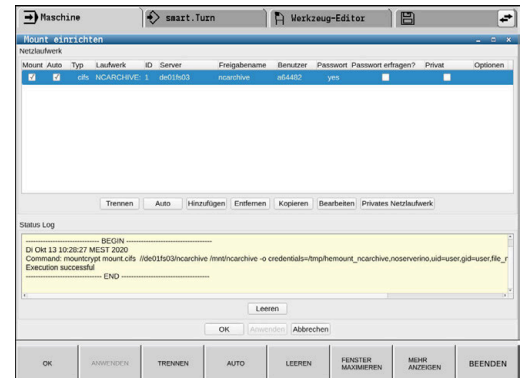 Maschine smart.Turn Werkzeug-Editor
Mount einrichten
Netzlaufwerk
Mount Auto Typ Laufwerk ID Server Freigabename Benutzer Passwort Passwort erfragen? Privat Optionen
cifs NCARCHIVE: 1 de01fs03 ncarchive a64482 yes
Trennen Auto Hinzufügen Entfernen Kopieren Bearbeiten Privates Netzlaufwerk
Status Log
------------------------------ BEGIN -----------------------------------
Di Okt 13 10:28:27 MEST 2020
Command: mountcrypt mount.cifs //de01fs03/ncarchive /mnt/ncarchive -o credentials=/tmp/hemount_ncarchive,noserverino,uid=user,gid=user,file_r
Execution successful
------------------------------- END ------------------------------------
Leeren
OK Anwenden Abbrechen
OK ANWENDEN TRENNEN AUTO LEEREN FENSTER MAXIMIEREN MEHR ANZEIGEN BEENDEN